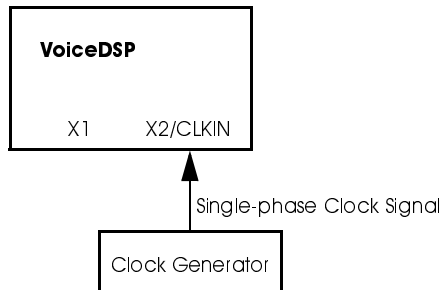 VoiceDSP
X1 X2/CLKIN
Single-phase Clock Signal
Clock Generator